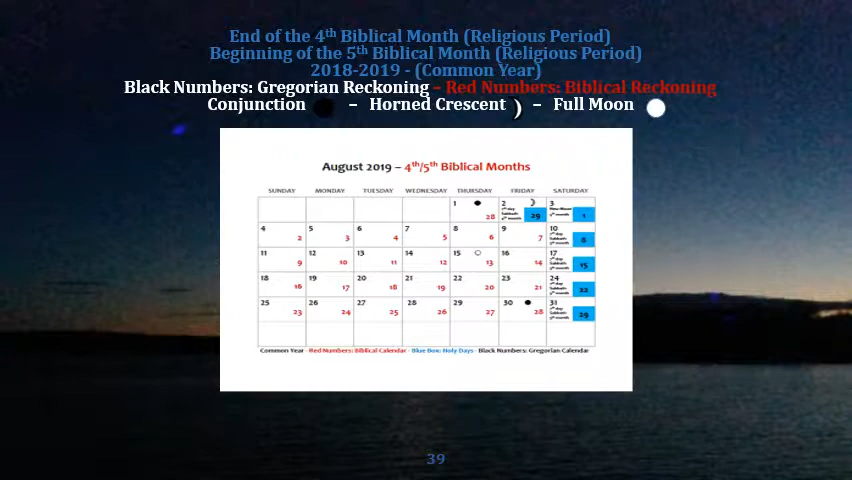 End of the 4th Biblical Month (Religious Period)
Beginning of the 5th Biblical Month (Religious Period)
2018-2019 - (Common Year)
Black Numbers: Gregorian Reckoning – Red Numbers: Biblical Reckoning
Conjunction – Horned Crescent – Full Moon
August 2019 – 4th/5th Biblical Months
SUNDAY MONDAY TUESDAY WEDNESDAY THURSDAY FRIDAY SATURDAY
1 2 3
28 29 1
4 5 6 7 8 9 10
2 3 4 5 6 7 8
11 12 13 14 15 16 17
9 10 11 12 13 14 15
18 19 20 21 22 23 24
16 17 18 19 20 21 22
25 26 27 28 29 30 31
23 24 25 26 27 28 29
Common Year - Red Numbers: Biblical Calendar - Blue Box: Holy Days - Black Numbers: Gregorian Calendar
39